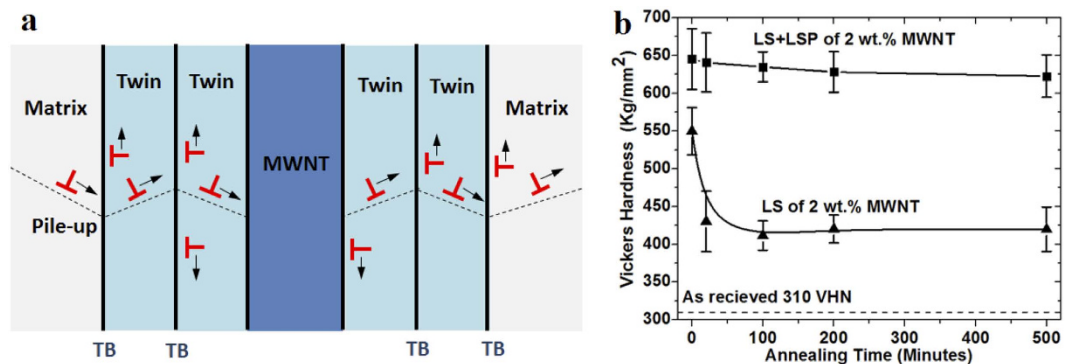 a
Twin
Twin
Twin
Twin
Matrix
Matrix
MWNT
Pile-up
TB
TB
TB
TB
b
700
650
600
550
500
450
400
350
300
Vickers Hardness (Kg/mm²)
LS+LSP of 2 wt.% MWNT
LS of 2 wt.% MWNT
As recieved 310 VHN
0
100
200
300
400
500
Annealing Time (Minutes)